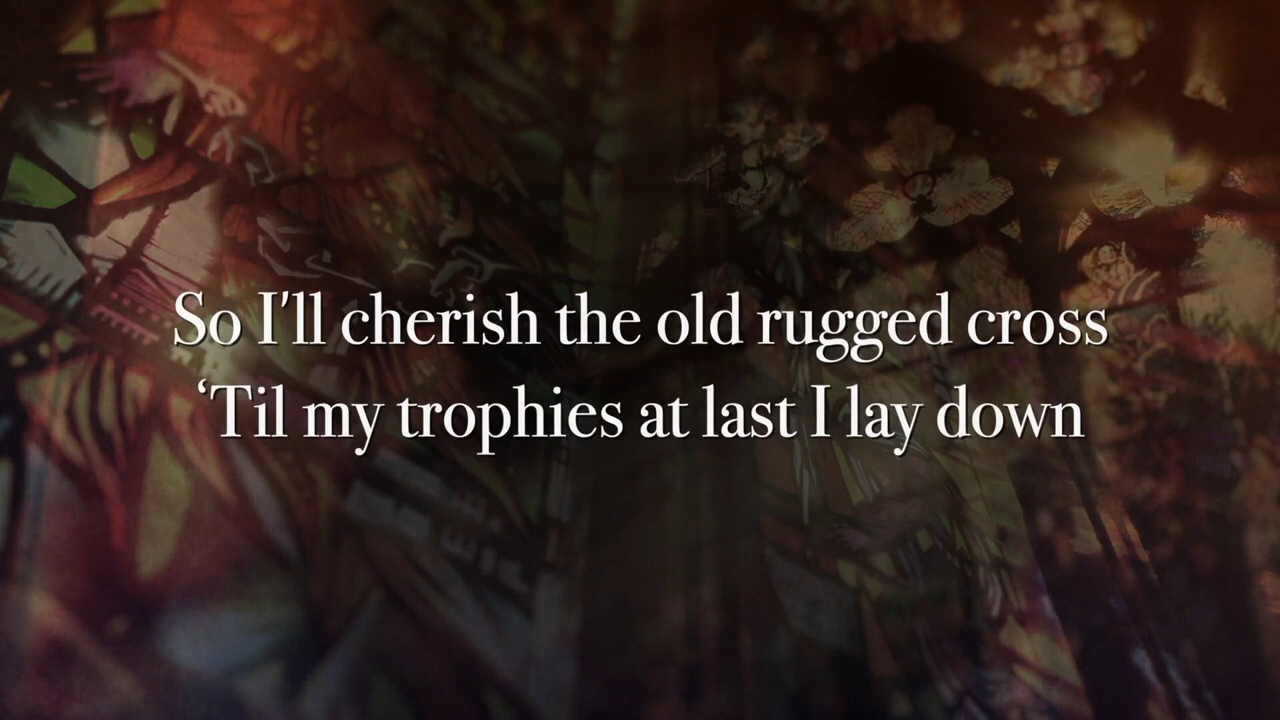 So I'll cherish the old rugged cross
‘Til my trophies at last I lay down